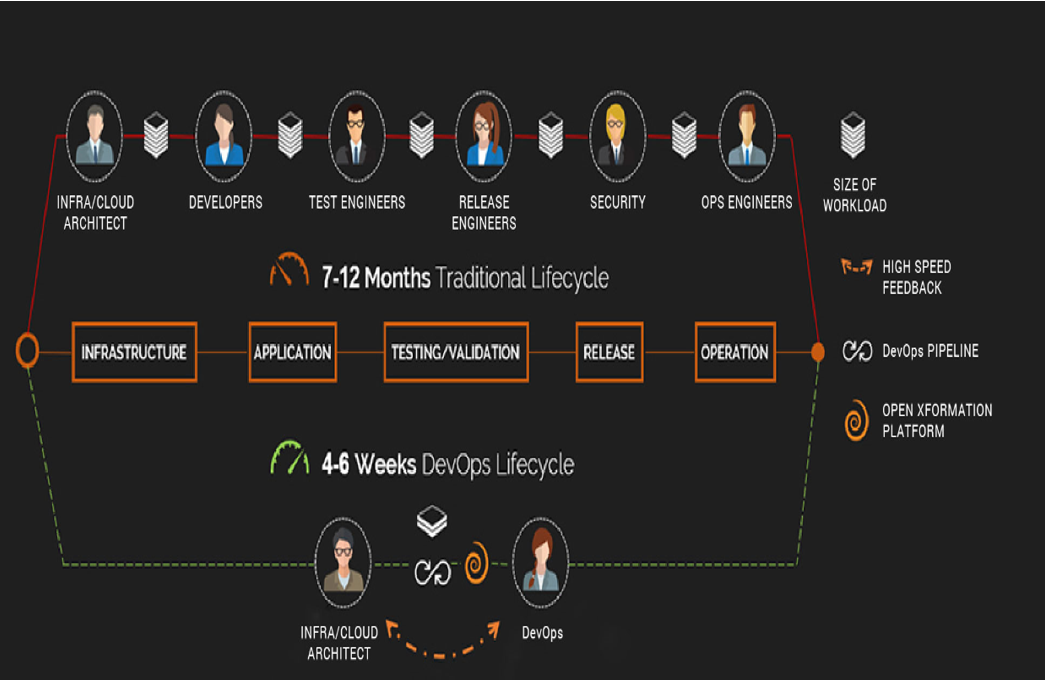 INFRA/CLOUD
ARCHITECT
DEVELOPERS
TEST ENGINEERS
RELEASE
ENGINEERS
SECURITY
OPS ENGINEERS
SIZE OF
WORKLOAD
7-12 Months Traditional Lifecycle
HIGH SPEED
FEEDBACK
INFRASTRUCTURE
APPLICATION
TESTING/VALIDATION
RELEASE
OPERATION
DevOps PIPELINE
OPEN XFORMATION
PLATFORM
4-6 Weeks DevOps Lifecycle
INFRA/CLOUD
ARCHITECT
DevOps